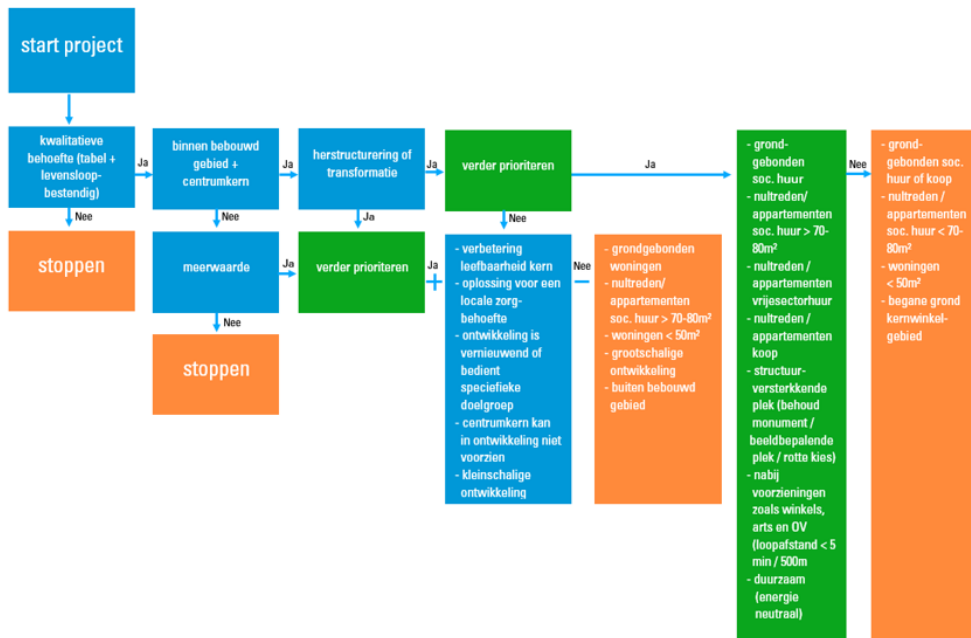 start project
kwalitatieve
behoefte (tabel +
levensloop-
bestendig)
Ja
binnen bebouwd
gebied +
centrumkern
Ja
herstructurering of
transformatie
Ja
verder prioriteren
Ja
Nee
Nee
Ja
Nee
stoppen
meerwaarde
Ja
verder prioriteren
Ja
Nee
stoppen
- verbetering
leefbaarheid kern
- oplossing voor een
locale zorg-
behoefte
- ontwikkeling is
vernieuwend of
bedient
speciefieke
doelgroep
- centrumkern kan
in ontwikkeling niet
voorzien
- kleinschalige
ontwikkeling
Nee
- grondgebonden
woningen
- nultreden/
appartementen
soc. huur > 70-80m²
- woningen < 50m²
- grootschalige
ontwikkeling
- buiten bebouwd
gebied
- grond-
gebonden
soc. huur
- nultreden/
appartementen
soc. huur > 70-
80m²
- nultreden /
appartementen
vrijesectorhuur
- nultreden /
appartementen
koop
- structuur-
versterkkende
plek (behoud
monument /
beeldbepalende
plek / rotte kies)
- nabij
voorzieningen
zoals winkels,
arts en OV
(loopafstand < 5
min / 500m
- duurzaam
(energie
neutraal)
Nee
- grond-
gebonden soc.
huur of koop
- nultreden /
appartementen
soc. huur < 70-
80m²
- woningen
< 50m²
- begane grond
kernwinkel-
gebied